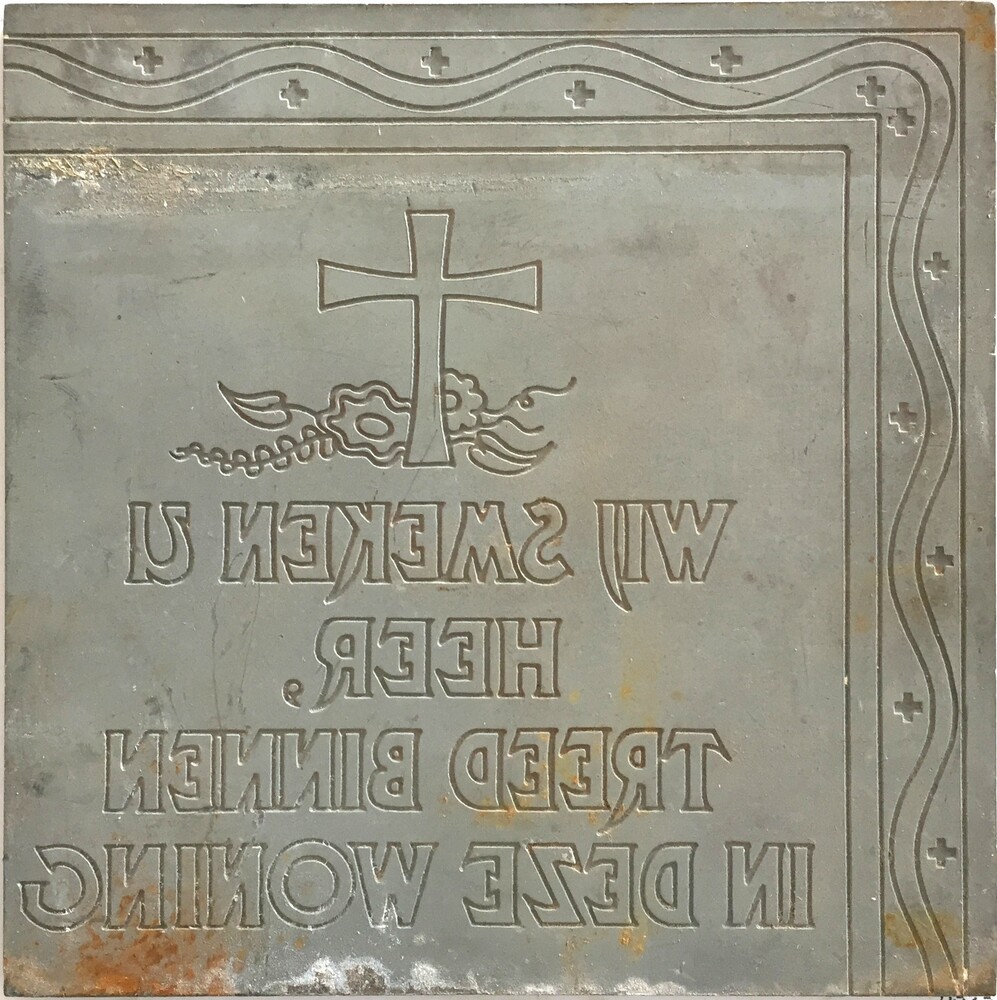 WIJ SMEKEN U
HEER,
TREED BINNEN
IN DEZE WONING